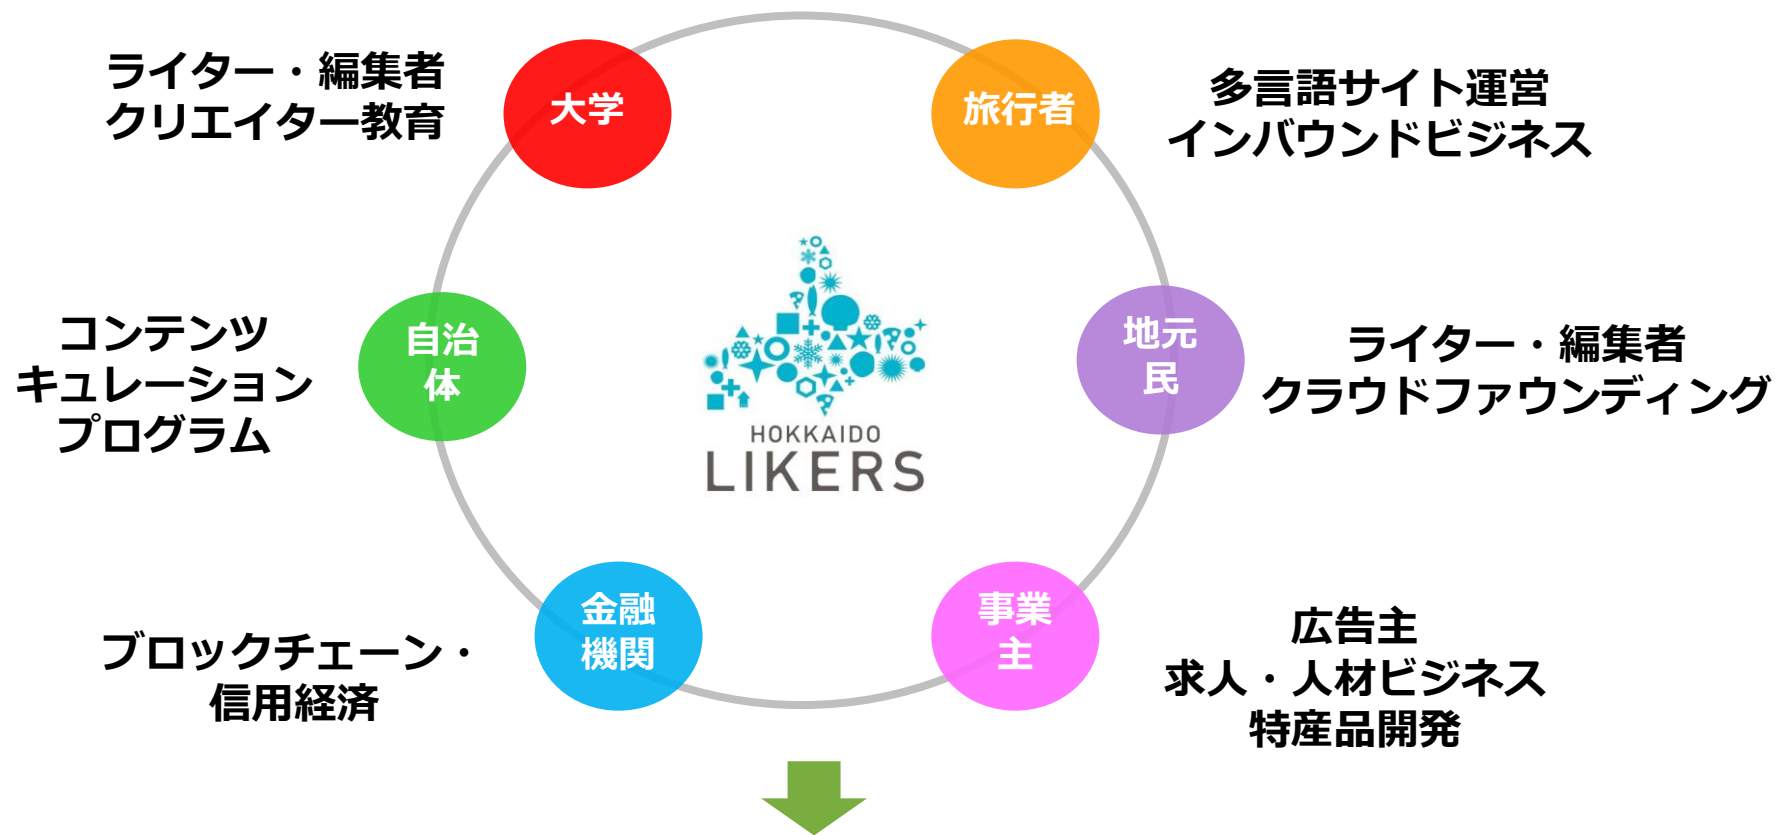 ライター・編集者
クリエイター教育
大学
旅行者
多言語サイト運営
インバウンドビジネス
コンテンツ
キュレーション
プログラム
自治
体
HOKKAIDO
LIKERS
地元
民
ライター・編集者
クラウドファウンディング
ブロックチェーン・
信用経済
金融
機関
事業
主
広告主
求人・人材ビジネス
特産品開発